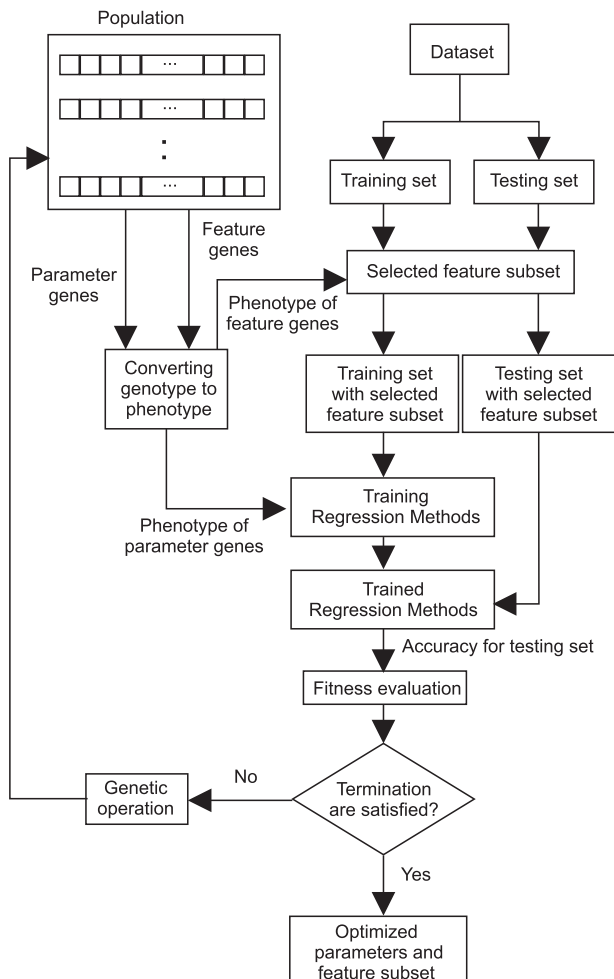 Population
...
...
...
Dataset
Training set
Testing set
Feature
genes
Parameter
genes
Selected feature subset
Phenotype of
feature genes
Converting
genotype to
phenotype
Training set
with selected
feature subset
Testing set
with selected
feature subset
Training
Regression Methods
Phenotype of
parameter genes
Trained
Regression Methods
Accuracy for testing set
Fitness evaluation
Termination
are satisfied?
No
Genetic
operation
Yes
Optimized
parameters and
feature subset